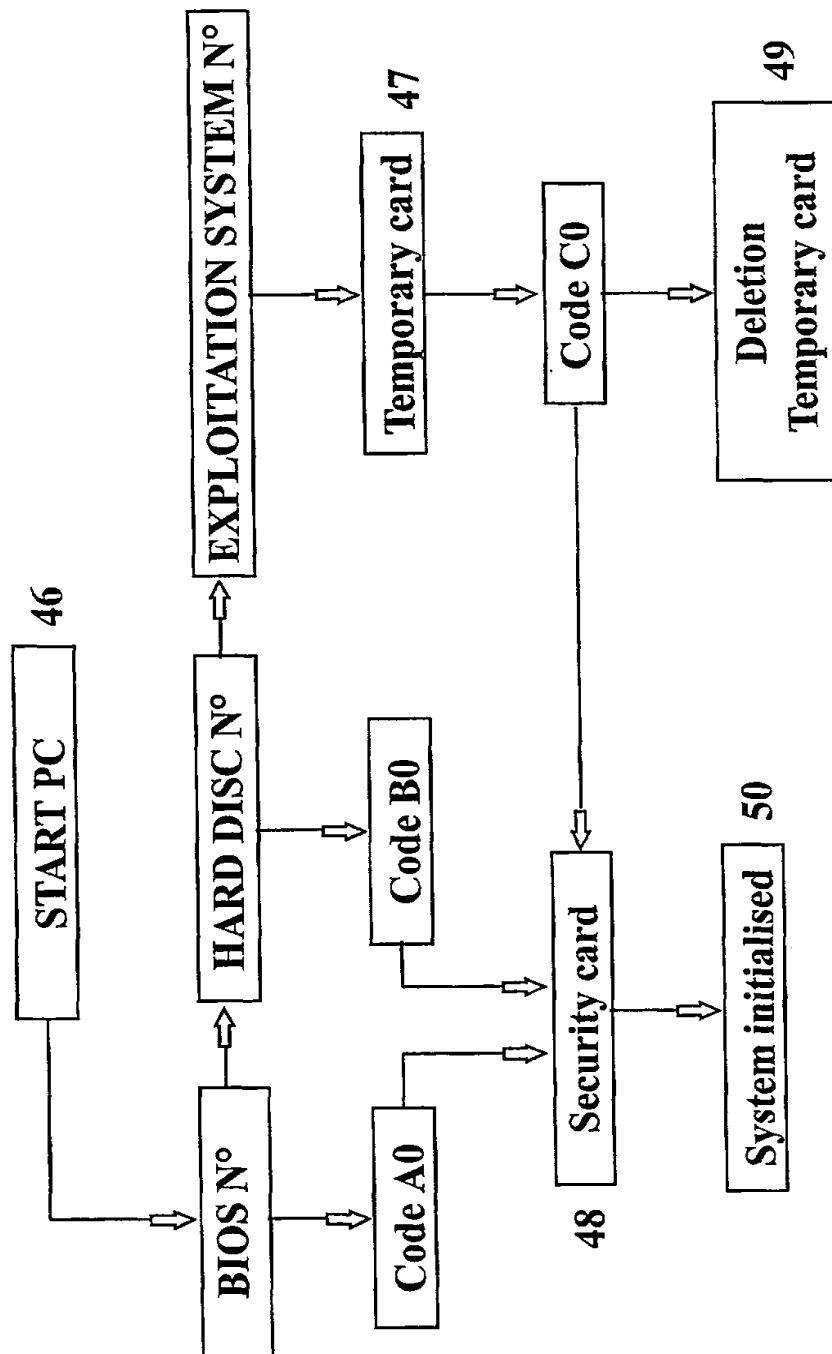 START PC 46
BIOS N° HARD DISC N° EXPLOITATION SYSTEM N°
Code A0 Code B0 Temporary card 47
48 Security card Code C0
System initialised 50 Deletion 49
Temporary card